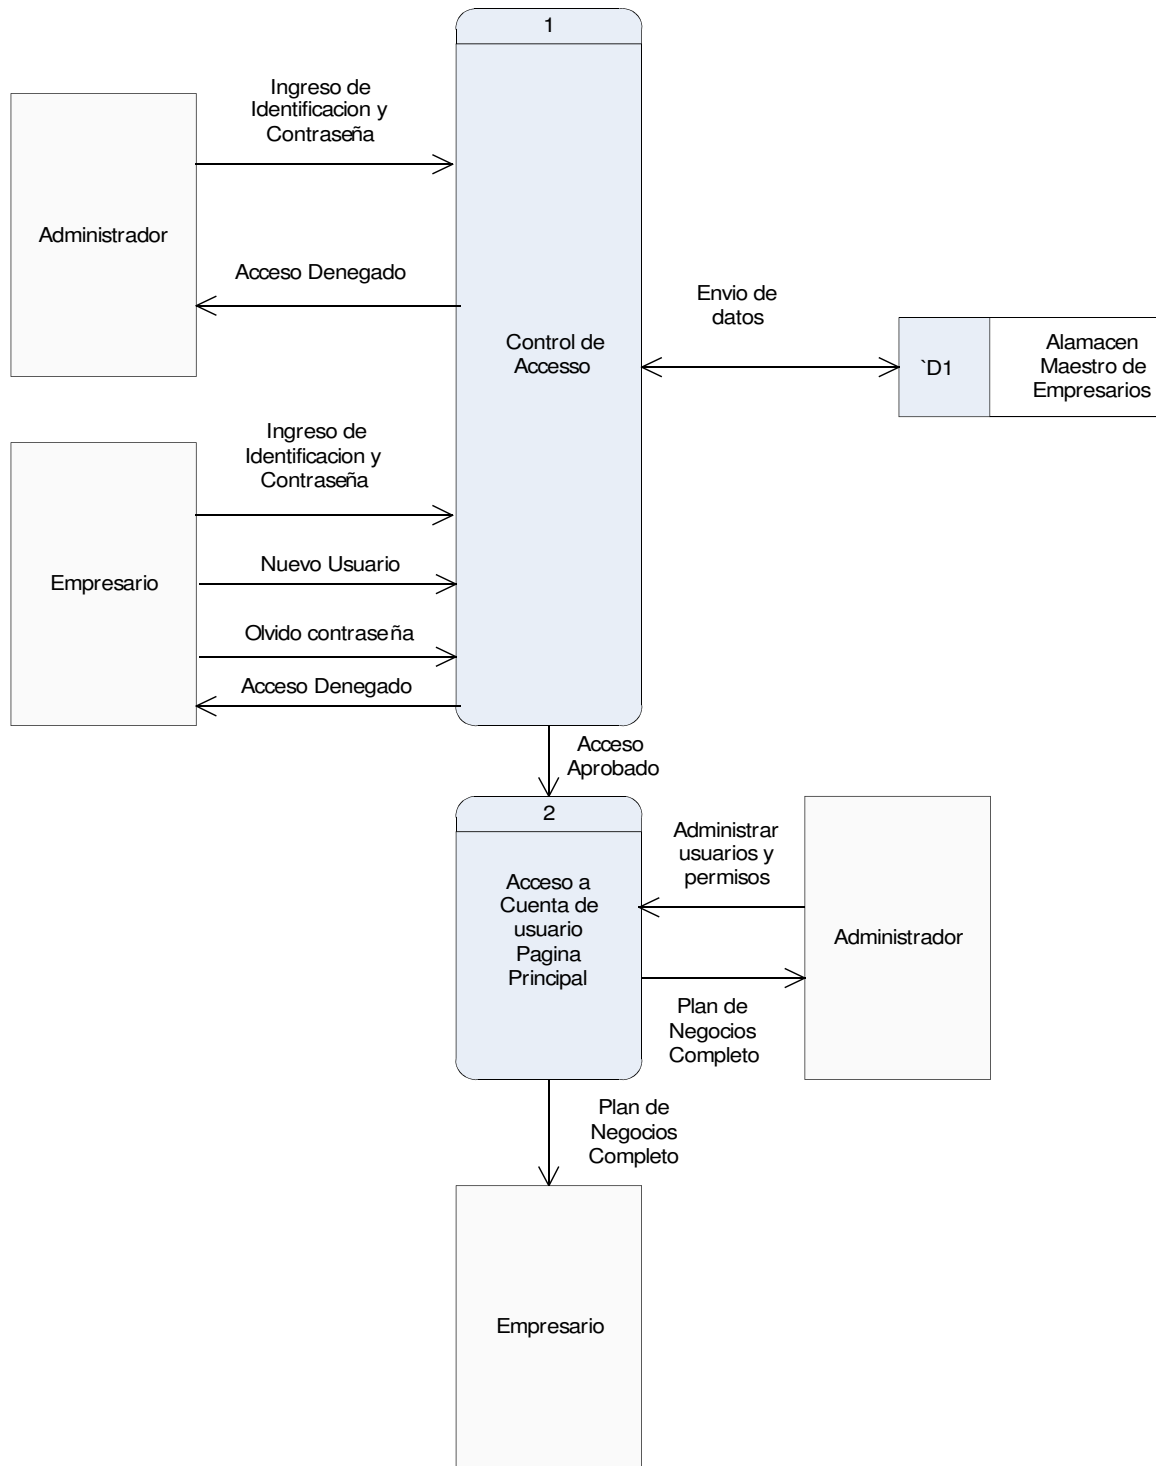 1
Ingreso de
Identificacion y
Contraseña
Administrador
Acceso Denegado
Control de
Accesso
Envio de
datos
`D1
Alamacen
Maestro de
Empresarios
Ingreso de
Identificacion y
Contraseña
Empresario
Nuevo Usuario
Olvido contraseña
Acceso Denegado
Acceso
Aprobado
2
Acceso a
Cuenta de
usuario
Pagina
Principal
Administrar
usuarios y
permisos
Administrador
Plan de
Negocios
Completo
Plan de
Negocios
Completo
Empresario